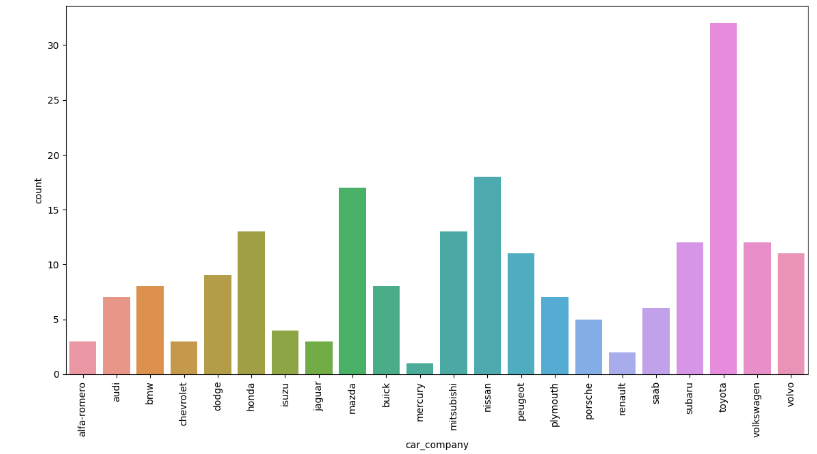 30
25
20
15
10
5
0
count
alfa-romero
audi
bmw
chevrolet
dodge
honda
isuzu
jaguar
mazda
buick
mercury
mitsubishi
nissan
peugeot
plymouth
porsche
renault
saab
subaru
toyota
volkswagen
volvo
car_company